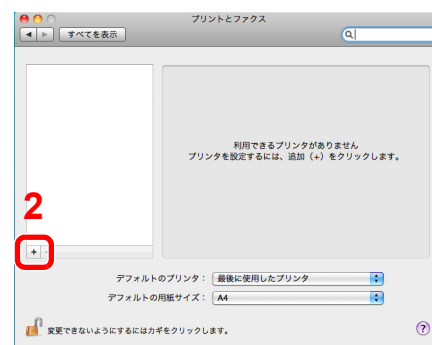 プリントとファクス
すべてを表示
利用できるプリンタがありません
プリンタを設定するには、追加（+）をクリックします。
2
+ -
デフォルトのプリンタ： 最後に使用したプリンタ
デフォルトの用紙サイズ： A4
変更できないようにするにはカギをクリックします。
?